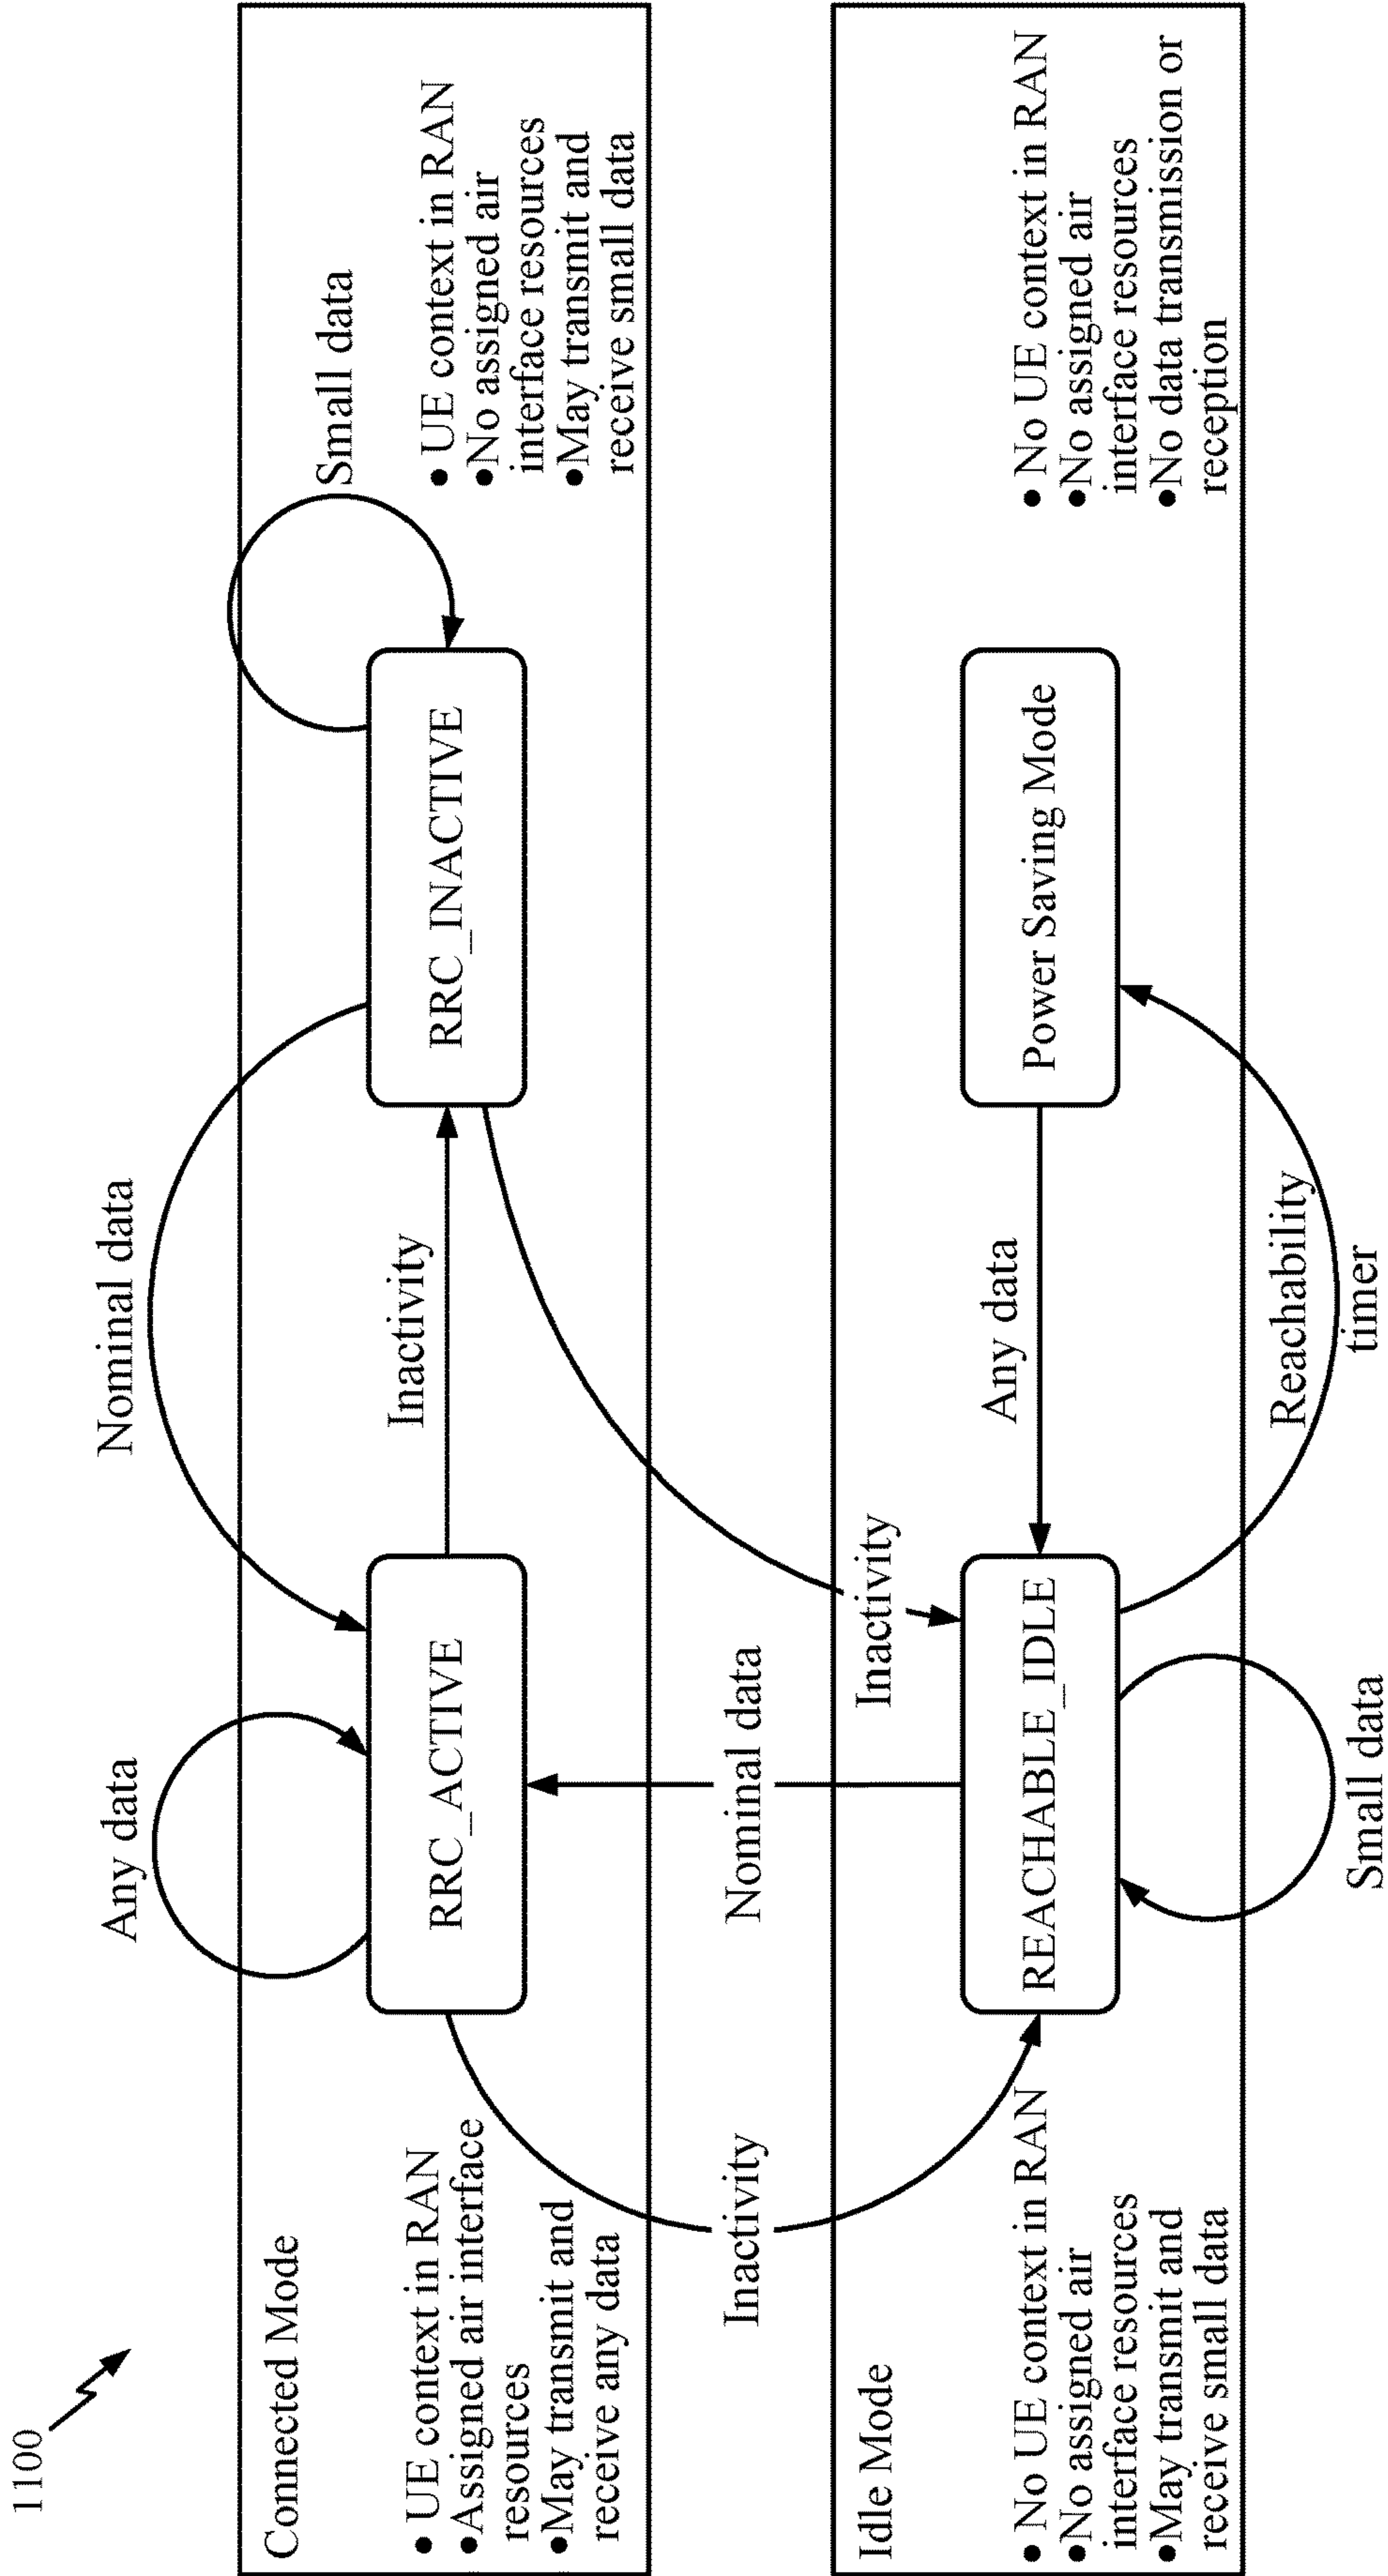 1100
Connected Mode
Any data
Nominal data
Small data
• UE context in RAN
•Assigned air interface
resources
•May transmit and
receive any data
RRC_ACTIVE
Inactivity
RRC_INACTIVE
• UE context in RAN
•No assigned air
interface resources
•May transmit and
receive small data
Inactivity
Nominal data
Inactivity
Idle Mode
• No UE context in RAN
•No assigned air
interface resources
•May transmit and
receive small data
REACHABLE_IDLE
Any data
Power Saving Mode
• No UE context in RAN
•No assigned air
interface resources
•No data transmission or
reception
Small data
Reachability
timer